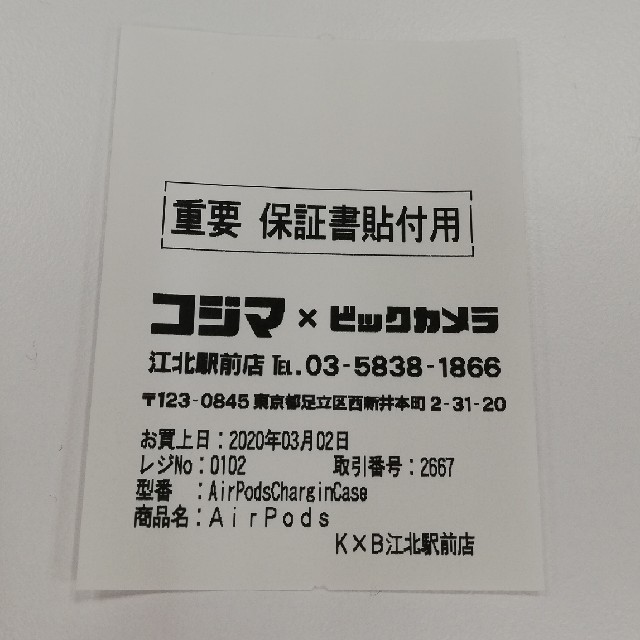 重要 保証書貼付用
コジマ×ビックカメラ
江北駅前店 TEL.03-5838-1866
〒123-0845 東京都足立区西新井本町 2-31-20
お買上日：2020年03月02日
レジNo：0102 取引番号：2667
型番 ：AirPodsCharginCase
商品名：AirPods
K×B江北駅前店